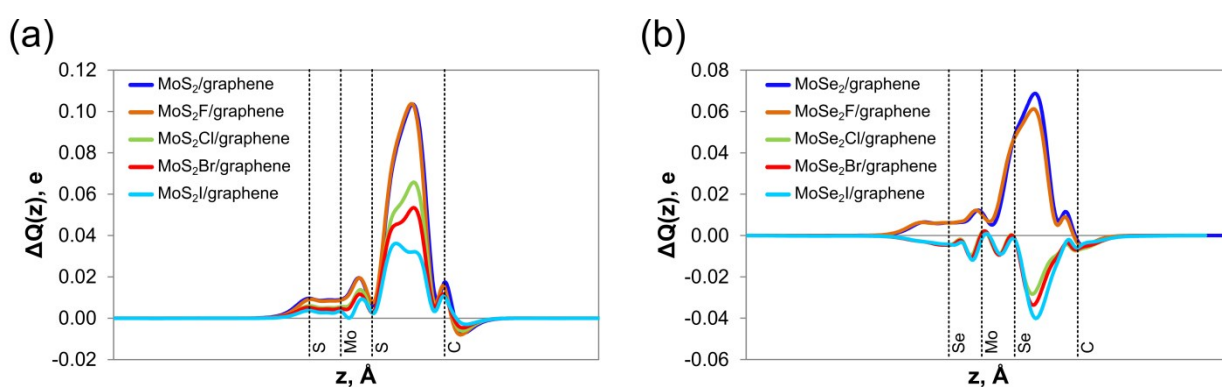 (a)
0.12
0.10
0.08
0.06
0.04
0.02
0.00
-0.02
ΔQ(z), e
MoS₂/graphene
MoS₂F/graphene
MoS₂Cl/graphene
MoS₂Br/graphene
MoS₂I/graphene
S
Mo
S
C
z, Å
(b)
0.08
0.06
0.04
0.02
0.00
-0.02
-0.04
-0.06
ΔQ(z), e
MoSe₂/graphene
MoSe₂F/graphene
MoSe₂Cl/graphene
MoSe₂Br/graphene
MoSe₂I/graphene
Se
Mo
Se
C
z, Å